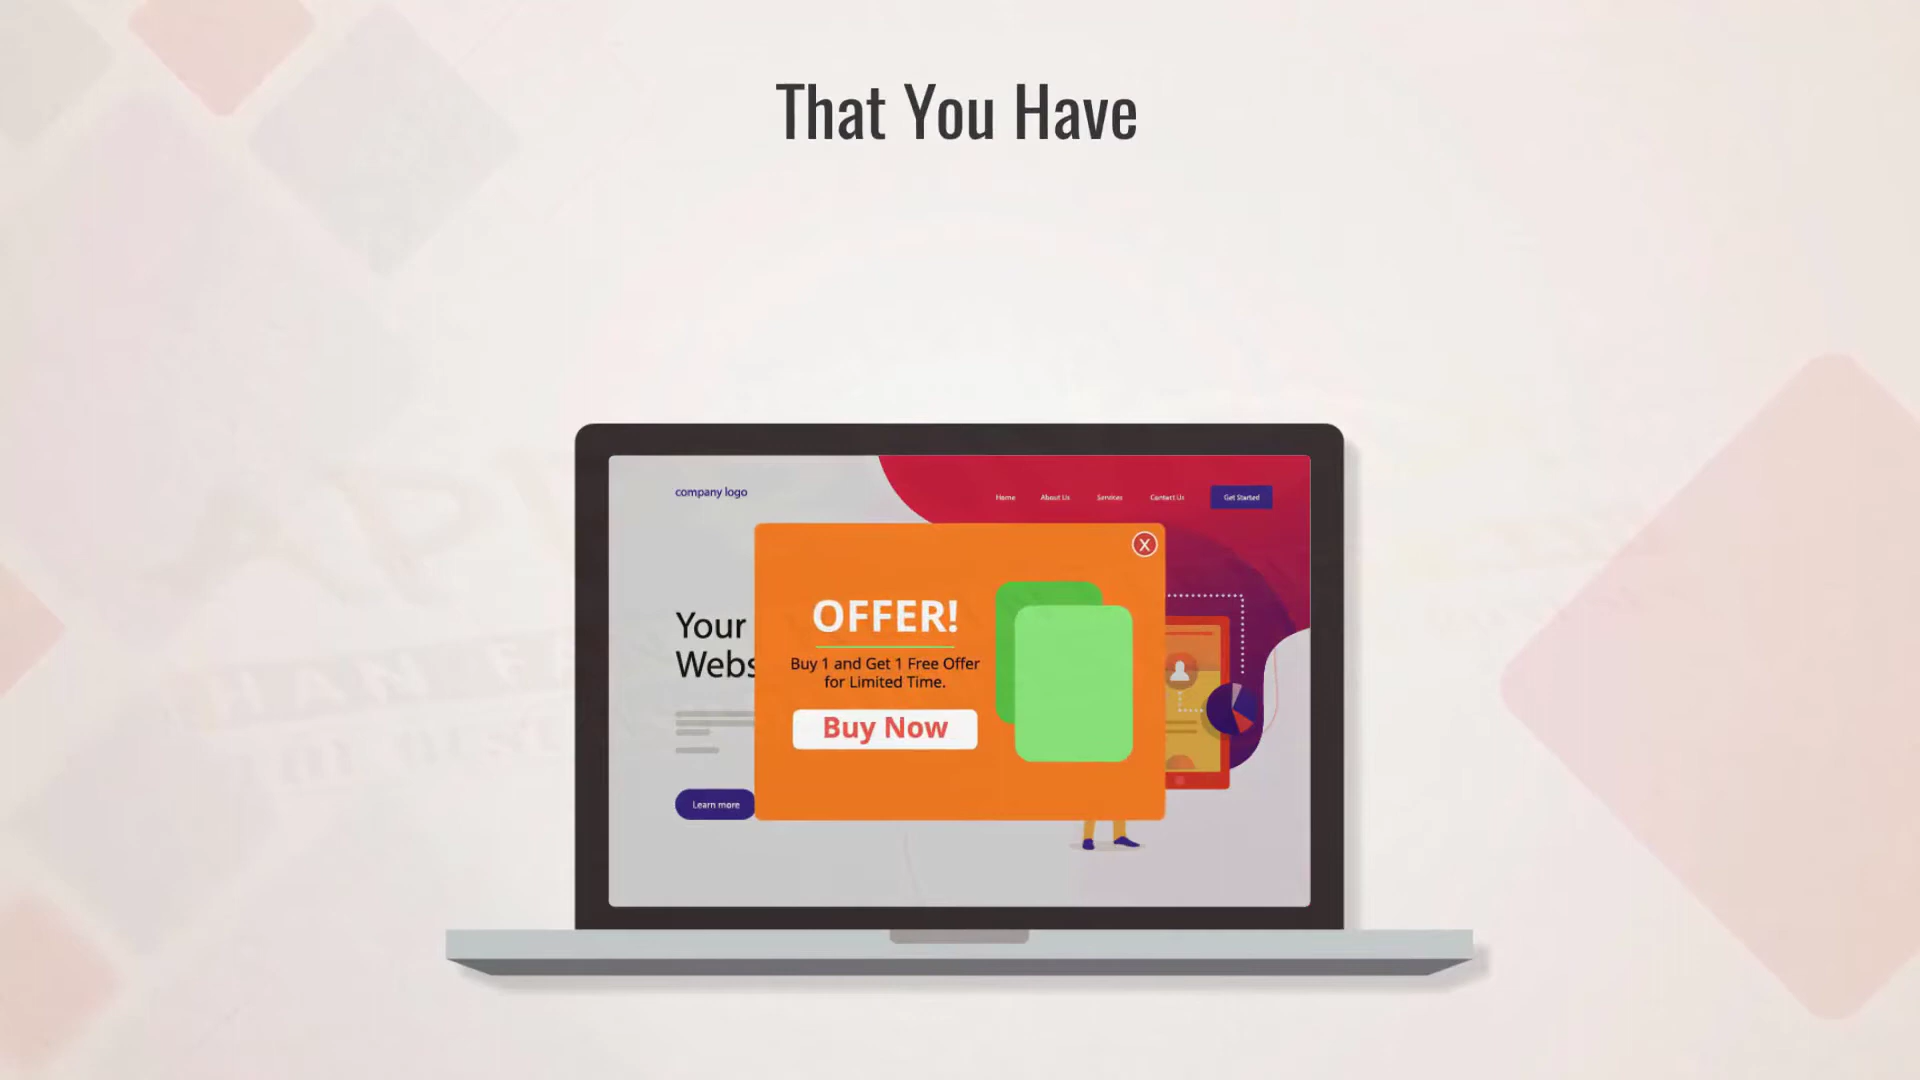 That You Have
company logo
Home About Us Services Contact Us Get Started
Your
Webs
OFFER!
X
Buy 1 and Get 1 Free Offer
for Limited Time.
Buy Now
Learn more